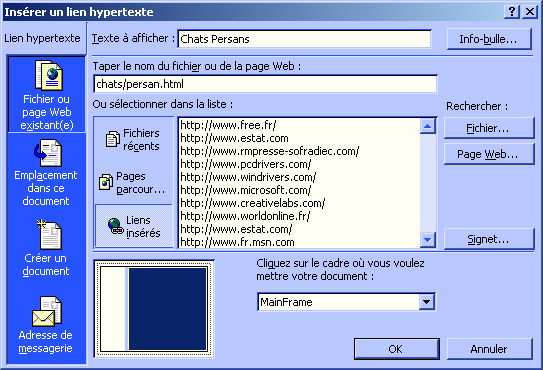 Insérer un lien hypertexte
Lien hypertexte
Texte à afficher :
Chats Persans
Info-bulle...
Fichier ou
page Web
existant(e)
Emplacement
dans ce
document
Créer un
document
Adresse de
messagerie
Taper le nom du fichier ou de la page Web :
chats/persan.html
Ou sélectionner dans la liste :
Fichiers
récents
Pages
parcour...
Liens
insérés
http://www.free.fr/
http://www.estat.com
http://www.rmpresse-sofradiec.com/
http://www.pcdrivers.com/
http://www.windrivers.com/
http://www.microsoft.com/
http://www.creativelabs.com/
http://www.worldonline.fr/
http://www.estat.com/
http://www.fr.msn.com
Rechercher :
Fichier...
Page Web...
Signet...
Cliquez sur le cadre où vous voulez
mettre votre document :
MainFrame
OK
Annuler